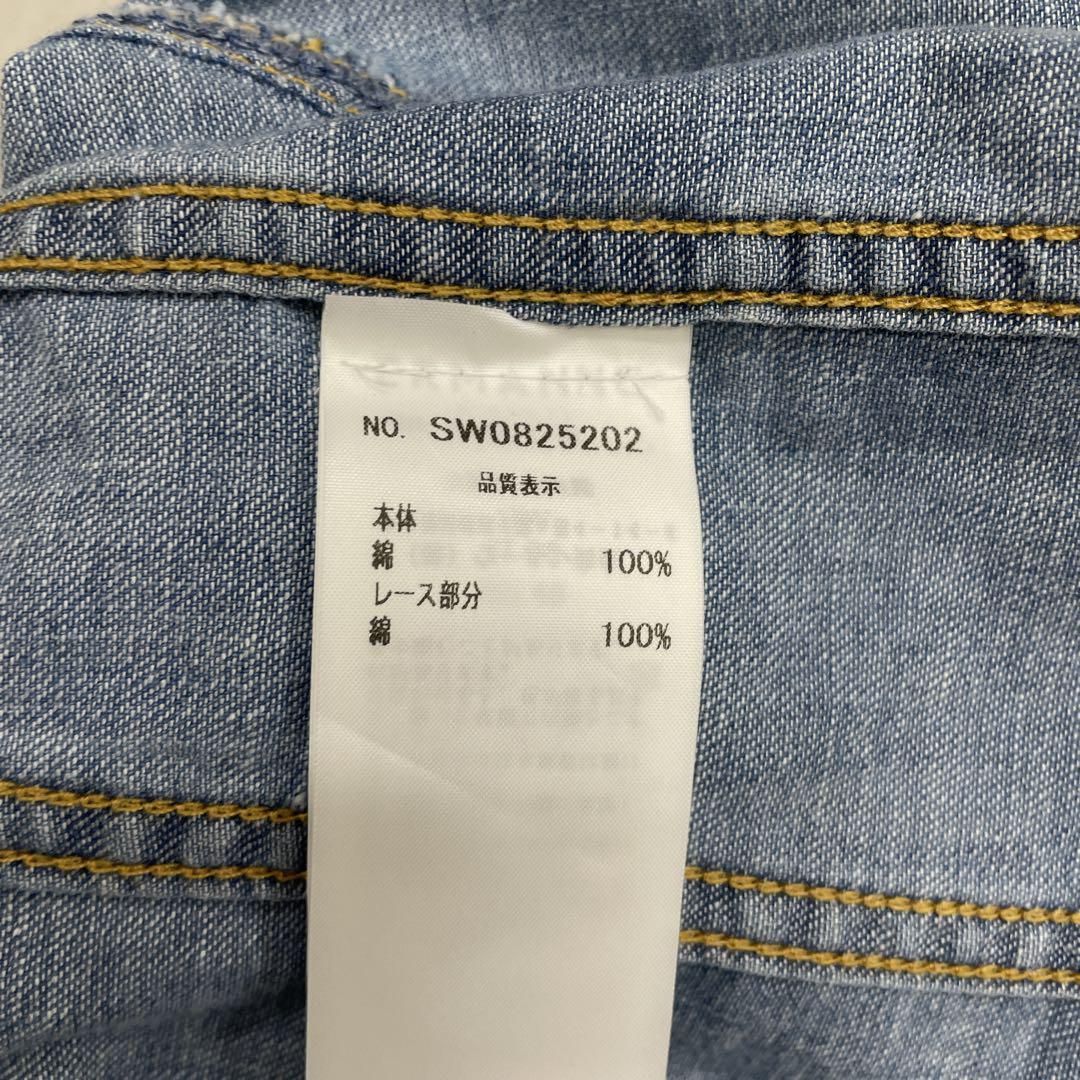 NO. SW0825202
品質表示
本体
綿 100%
レース部分
綿 100%